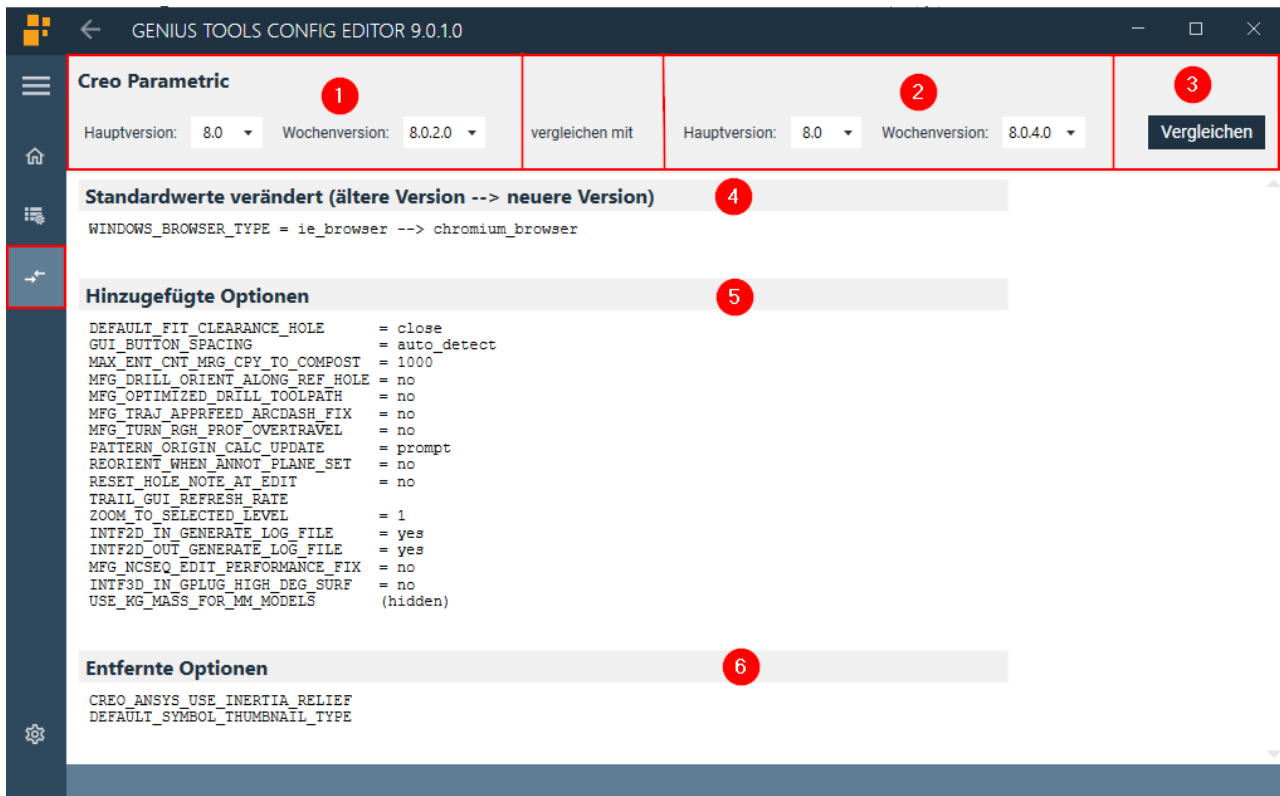 GENIUS TOOLS CONFIG EDITOR 9.0.1.0
Creo Parametric
1
2
3
Hauptversion: 8.0 Wochenversion: 8.0.2.0 vergleichen mit Hauptversion: 8.0 Wochenversion: 8.0.4.0 Vergleichen
Standardwerte verändert (ältere Version --> neuere Version) 4
WINDOWS_BROWSER_TYPE = ie_browser --> chromium_browser
Hinzugefügte Optionen 5
DEFAULT_FIT_CLEARANCE_HOLE = close
GUI_BUTTON_SPACING = auto_detect
MAX_ENT_CNT_MRG_CPY_TO_COMPOST = 1000
MFG_DRILL_ORIENT_ALONG_REF_HOLE = no
MFG_OPTIMIZED_DRILL_TOOLPATH = no
MFG_TRAJ_APPRFEED_ARCDASH_FIX = no
MFG_TURN_RGH_PROF_OVERTRAVEL = no
PATTERN_ORIGIN_CALC_UPDATE = prompt
REORIENT_WHEN_ANNOT_PLANE_SET = no
RESET_HOLE_NOTE_AT_EDIT = no
TRAIL_GUI_REFRESH_RATE
ZOOM_TO_SELECTED_LEVEL = 1
INTF2D_IN_GENERATE_LOG_FILE = yes
INTF2D_OUT_GENERATE_LOG_FILE = yes
MFG_NCSEQ_EDIT_PERFORMANCE_FIX = no
INTF3D_IN_GPLUG_HIGH_DEG_SURF = no
USE_KG_MASS_FOR_MM_MODELS (hidden)
Entfernte Optionen 6
CREO_ANSYS_USE_INERTIA_RELIEF
DEFAULT_SYMBOL_THUMBNAIL_TYPE